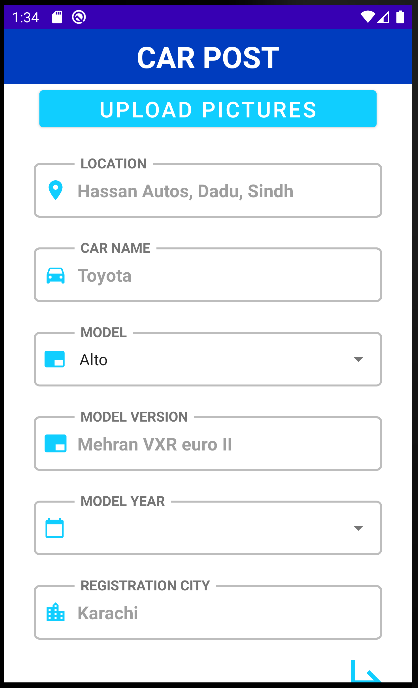 1:34
CAR POST
UPLOAD PICTURES
LOCATION
Hassan Autos, Dadu, Sindh
CAR NAME
Toyota
MODEL
Alto
MODEL VERSION
Mehran VXR euro II
MODEL YEAR
REGISTRATION CITY
Karachi